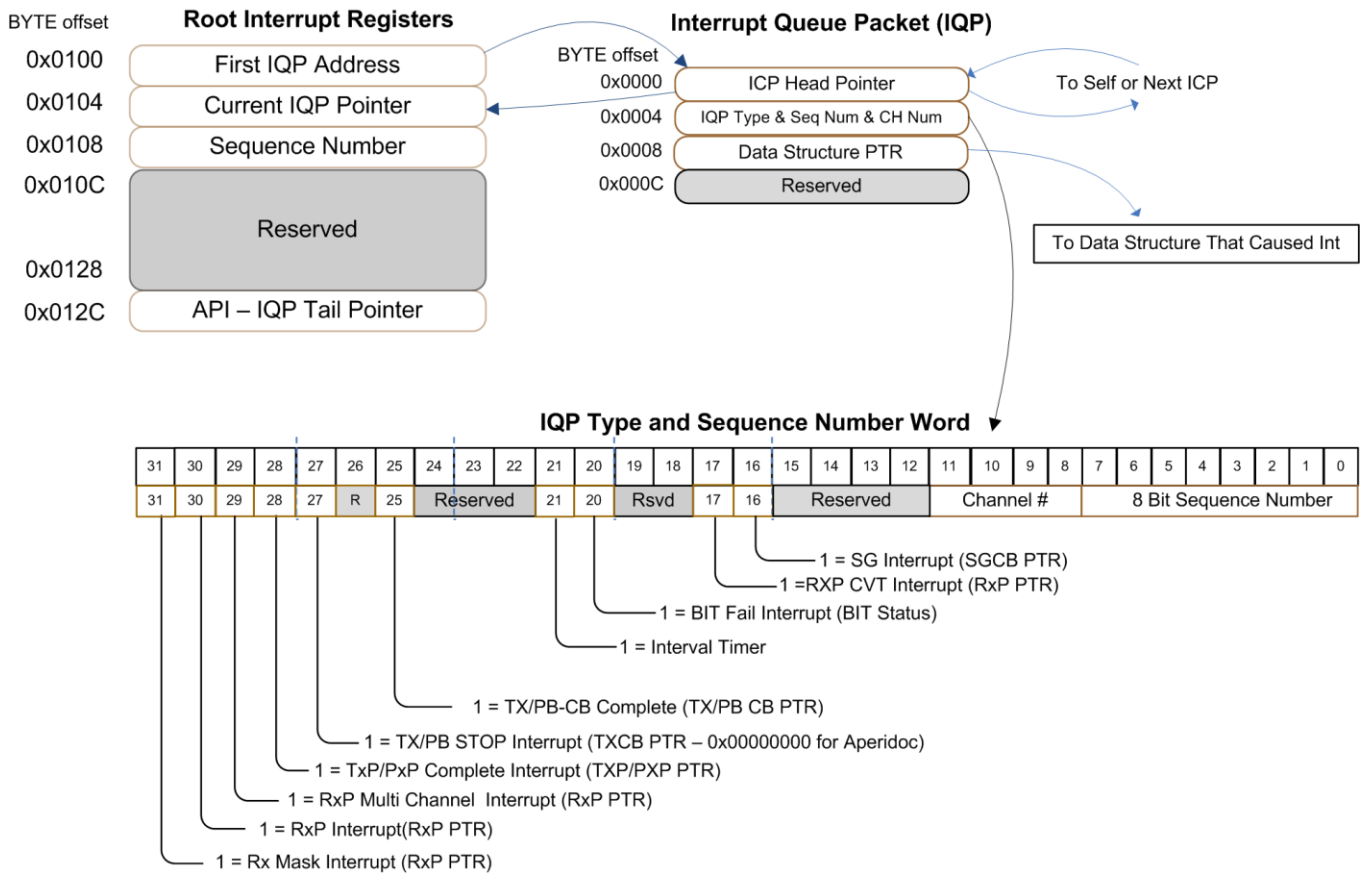 BYTE offset
Root Interrupt Registers
0x0100
First IQP Address
0x0104
Current IQP Pointer
0x0108
Sequence Number
0x010C
Reserved
0x0128
0x012C
API – IQP Tail Pointer
Interrupt Queue Packet (IQP)
BYTE offset
0x0000
ICP Head Pointer
0x0004
IQP Type & Seq Num & CH Num
0x0008
Data Structure PTR
0x000C
Reserved
To Self or Next ICP
To Data Structure That Caused Int
IQP Type and Sequence Number Word
31 30 29 28 27 26 25 24 23 22 21 20 19 18 17 16 15 14 13 12 11 10 9 8 7 6 5 4 3 2 1 0
31 30 29 28 27 R 25 Reserved 21 20 Rsvd 17 16 Reserved Channel # 8 Bit Sequence Number
1 = SG Interrupt (SGCB PTR)
1 =RXP CVT Interrupt (RxP PTR)
1 = BIT Fail Interrupt (BIT Status)
1 = Interval Timer
1 = TX/PB-CB Complete (TX/PB CB PTR)
1 = TX/PB STOP Interrupt (TXCB PTR – 0x00000000 for Aperidoc)
1 = TxP/PxP Complete Interrupt (TXP/PXP PTR)
1 = RxP Multi Channel Interrupt (RxP PTR)
1 = RxP Interrupt(RxP PTR)
1 = Rx Mask Interrupt (RxP PTR)